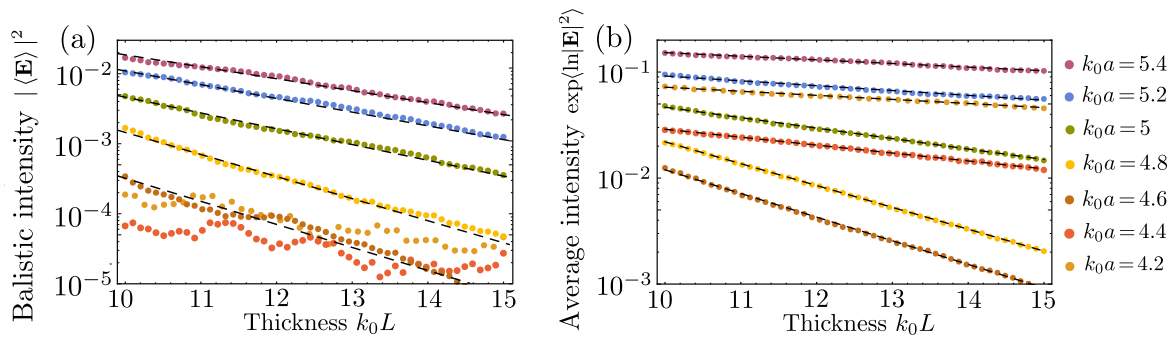 (a)
Balistic intensity |⟨E⟩|²
10⁻²
10⁻³
10⁻⁴
10⁻⁵
10 11 12 13 14 15
Thickness k₀L
(b)
Average intensity exp⟨ln|E|²⟩
10⁻¹
10⁻²
10⁻³
10 11 12 13 14 15
Thickness k₀L
k₀a = 5.4
k₀a = 5.2
k₀a = 5
k₀a = 4.8
k₀a = 4.6
k₀a = 4.4
k₀a = 4.2